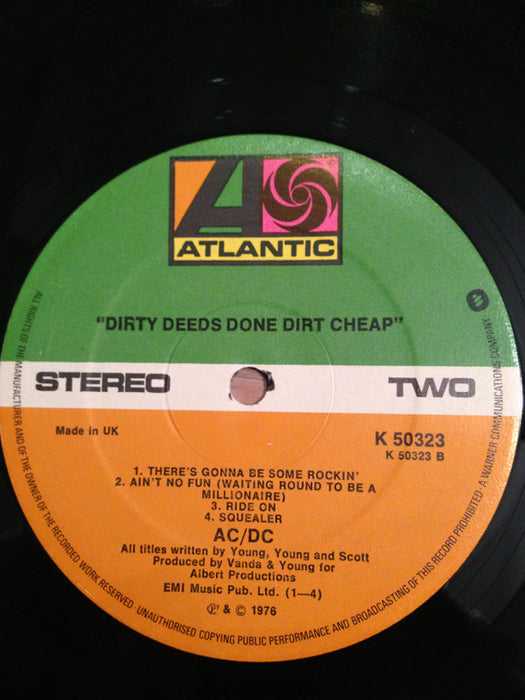 ATLANTIC
"DIRTY DEEDS DONE DIRT CHEAP"
STEREO
TWO
Made in UK
K 50323
K 50323 B
1. THERE'S GONNA BE SOME ROCKIN'
2. AIN'T NO FUN (WAITING ROUND TO BE A
MILLIONAIRE)
3. RIDE ON
4. SQUEALER
AC/DC
All titles written by Young, Young and Scott
Produced by Vanda & Young for
Albert Productions
EMI Music Pub. Ltd. (1—4)
℗ & © 1976
ALL RIGHTS OF THE MANUFACTURER AND OF THE OWNER OF THE RECORDED WORK RESERVED · UNAUTHORISED COPYING PUBLIC PERFORMANCE AND BROADCASTING OF THIS RECORD PROHIBITED · A WARNER COMMUNICATIONS COMPANY